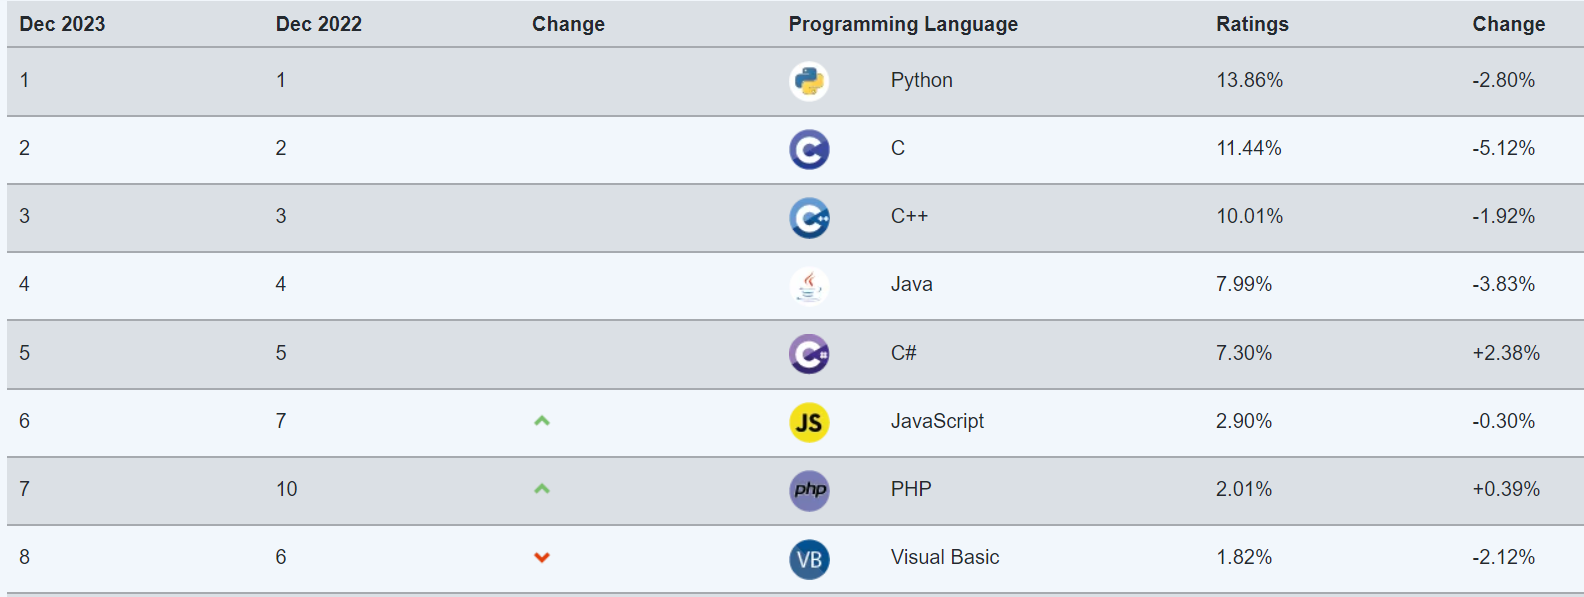 Dec 2023 Dec 2022 Change Programming Language Ratings Change
1 1 Python 13.86% -2.80%
2 2 C C 11.44% -5.12%
3 3 C++ C++ 10.01% -1.92%
4 4 Java 7.99% -3.83%
5 5 C# C# 7.30% +2.38%
6 7 JS JavaScript 2.90% -0.30%
7 10 php PHP 2.01% +0.39%
8 6 VB Visual Basic 1.82% -2.12%